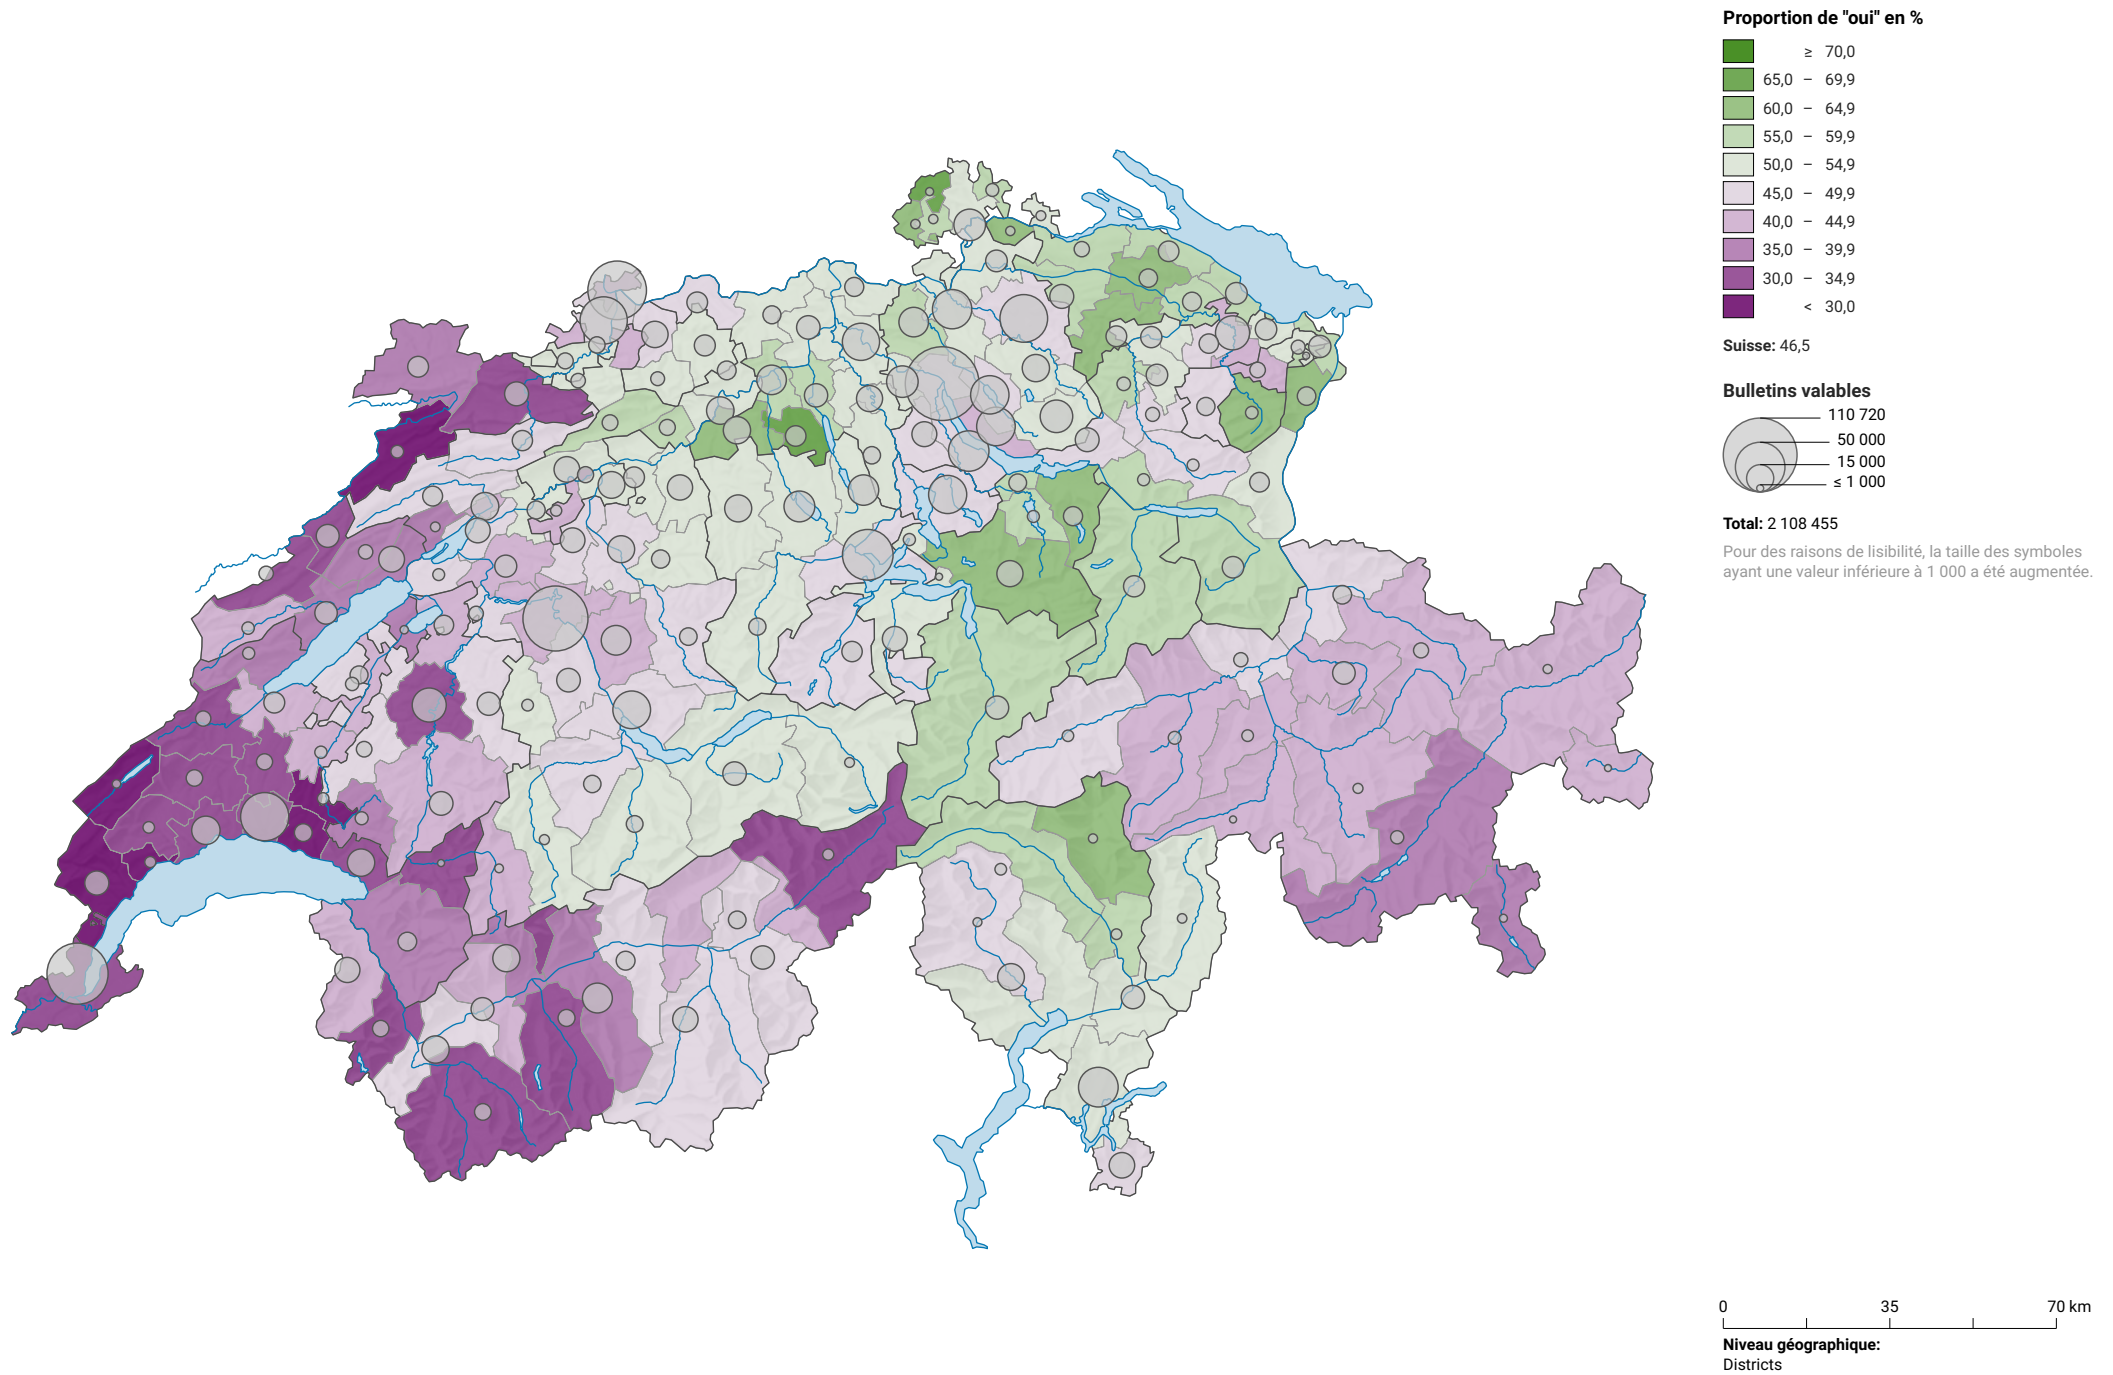 Proportion de "oui" en %
≥ 70,0
65,0 – 69,9
60,0 – 64,9
55,0 – 59,9
50,0 – 54,9
45,0 – 49,9
40,0 – 44,9
35,0 – 39,9
30,0 – 34,9
< 30,0
Suisse: 46,5
Bulletins valables
110 720
50 000
15 000
≤ 1 000
Total: 2 108 455
Pour des raisons de lisibilité, la taille des symboles
ayant une valeur inférieure à 1 000 a été augmentée.
0 35 70 km
Niveau géographique:
Districts